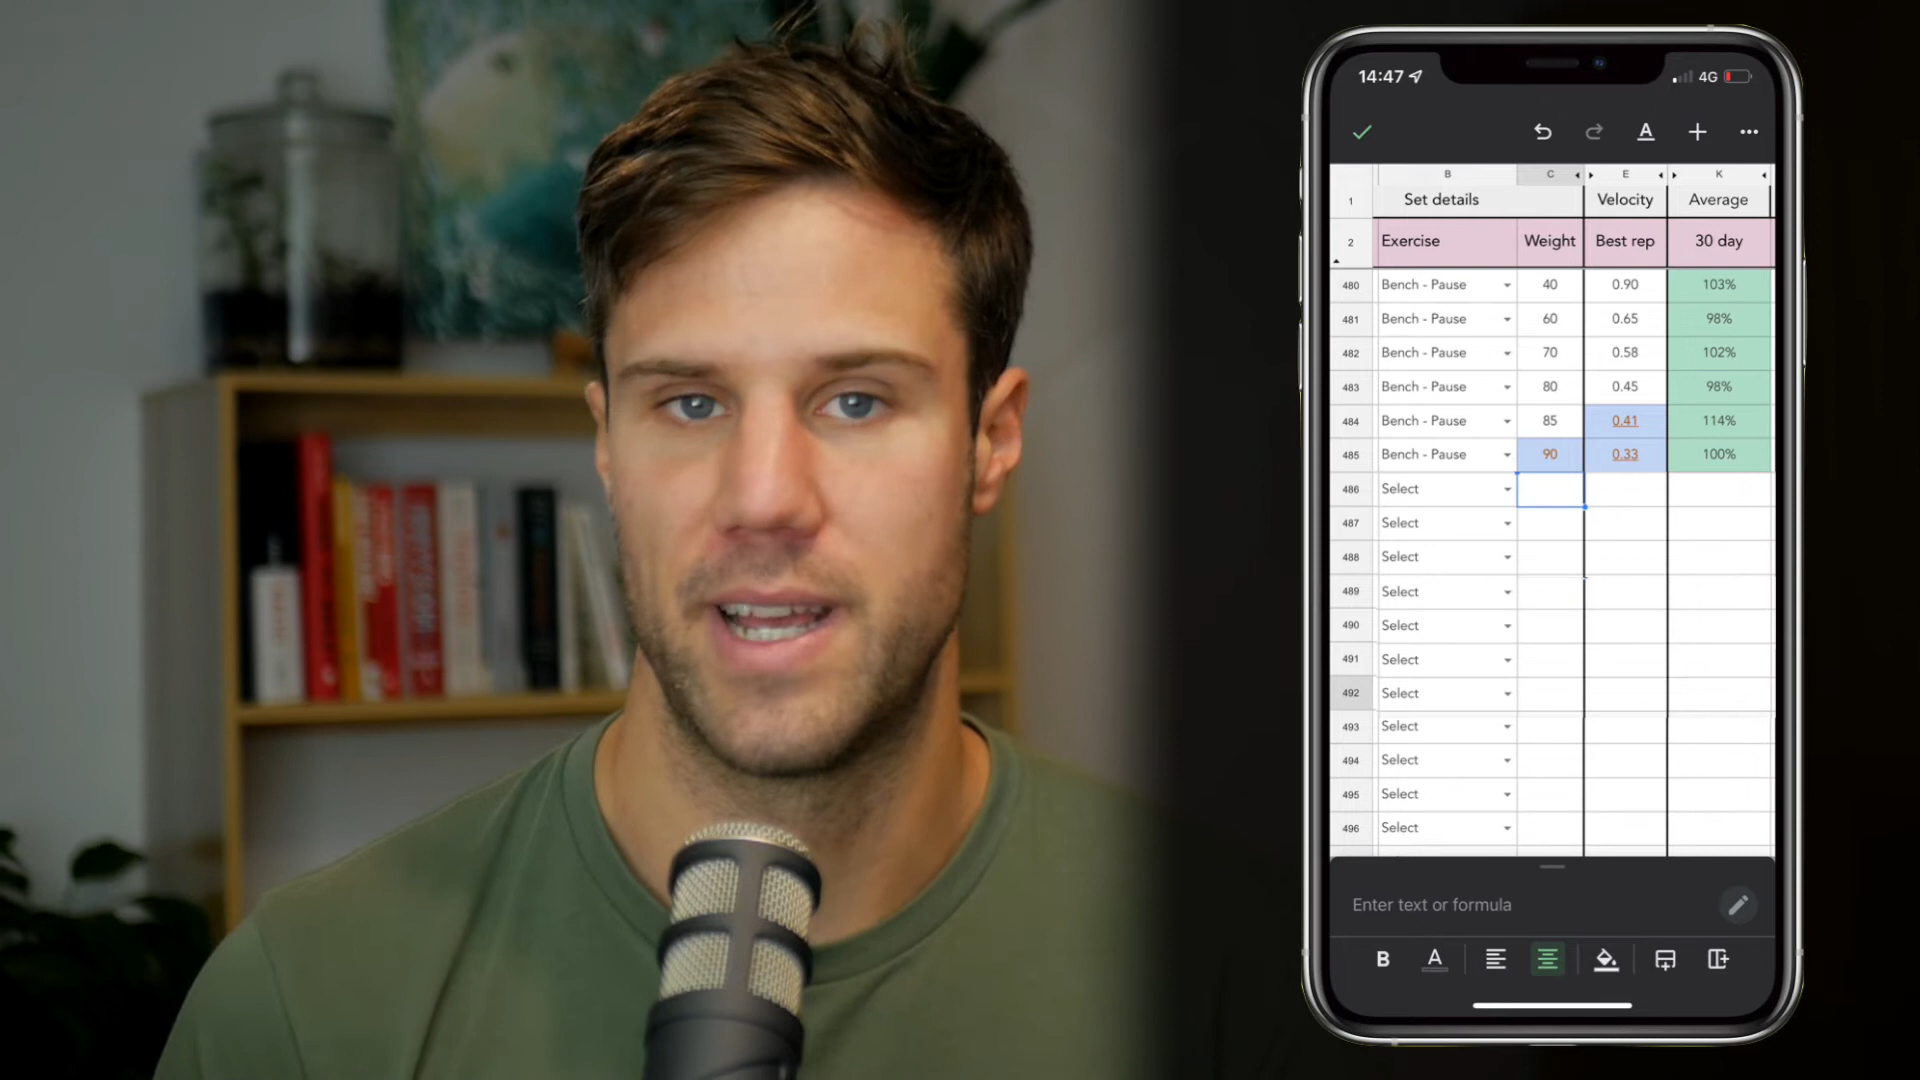 14:47 4G
A
B C E K
1 Set details Velocity Average
2 Exercise Weight Best rep 30 day
480 Bench - Pause 40 0.90 103%
481 Bench - Pause 60 0.65 98%
482 Bench - Pause 70 0.58 102%
483 Bench - Pause 80 0.45 98%
484 Bench - Pause 85 0.41 114%
485 Bench - Pause 90 0.33 100%
486 Select
487 Select
488 Select
489 Select
490 Select
491 Select
492 Select
493 Select
494 Select
495 Select
496 Select
Enter text or formula
B A